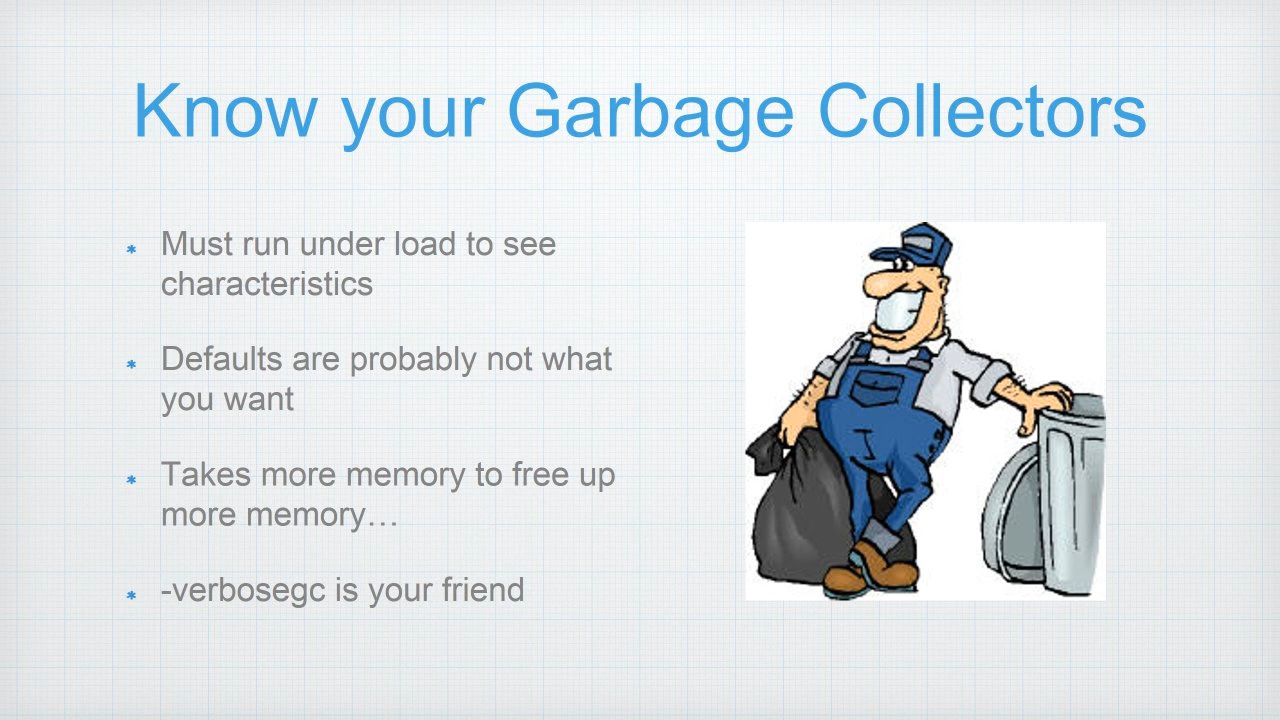 Know your Garbage Collectors
* Must run under load to see
characteristics
* Defaults are probably not what
you want
* Takes more memory to free up
more memory…
* -verbosegc is your friend